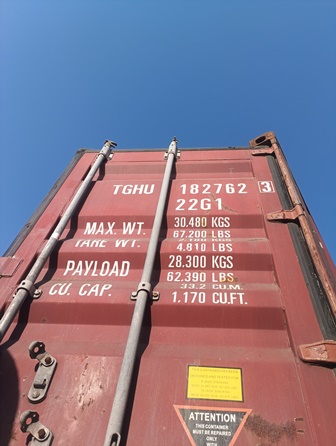 TGHU 182762 3
22G1
MAX. WT. 30.480 KGS
67.200 LBS
TARE WT. KGS
4.810 LBS
PAYLOAD 28.300 KGS
62.390 LBS
CU. CAP. 33.2 CU.M.
1.170 CU.FT.
ATTENTION
THIS CONTAINER
MUST BE REPAIRED
ONLY
WITH